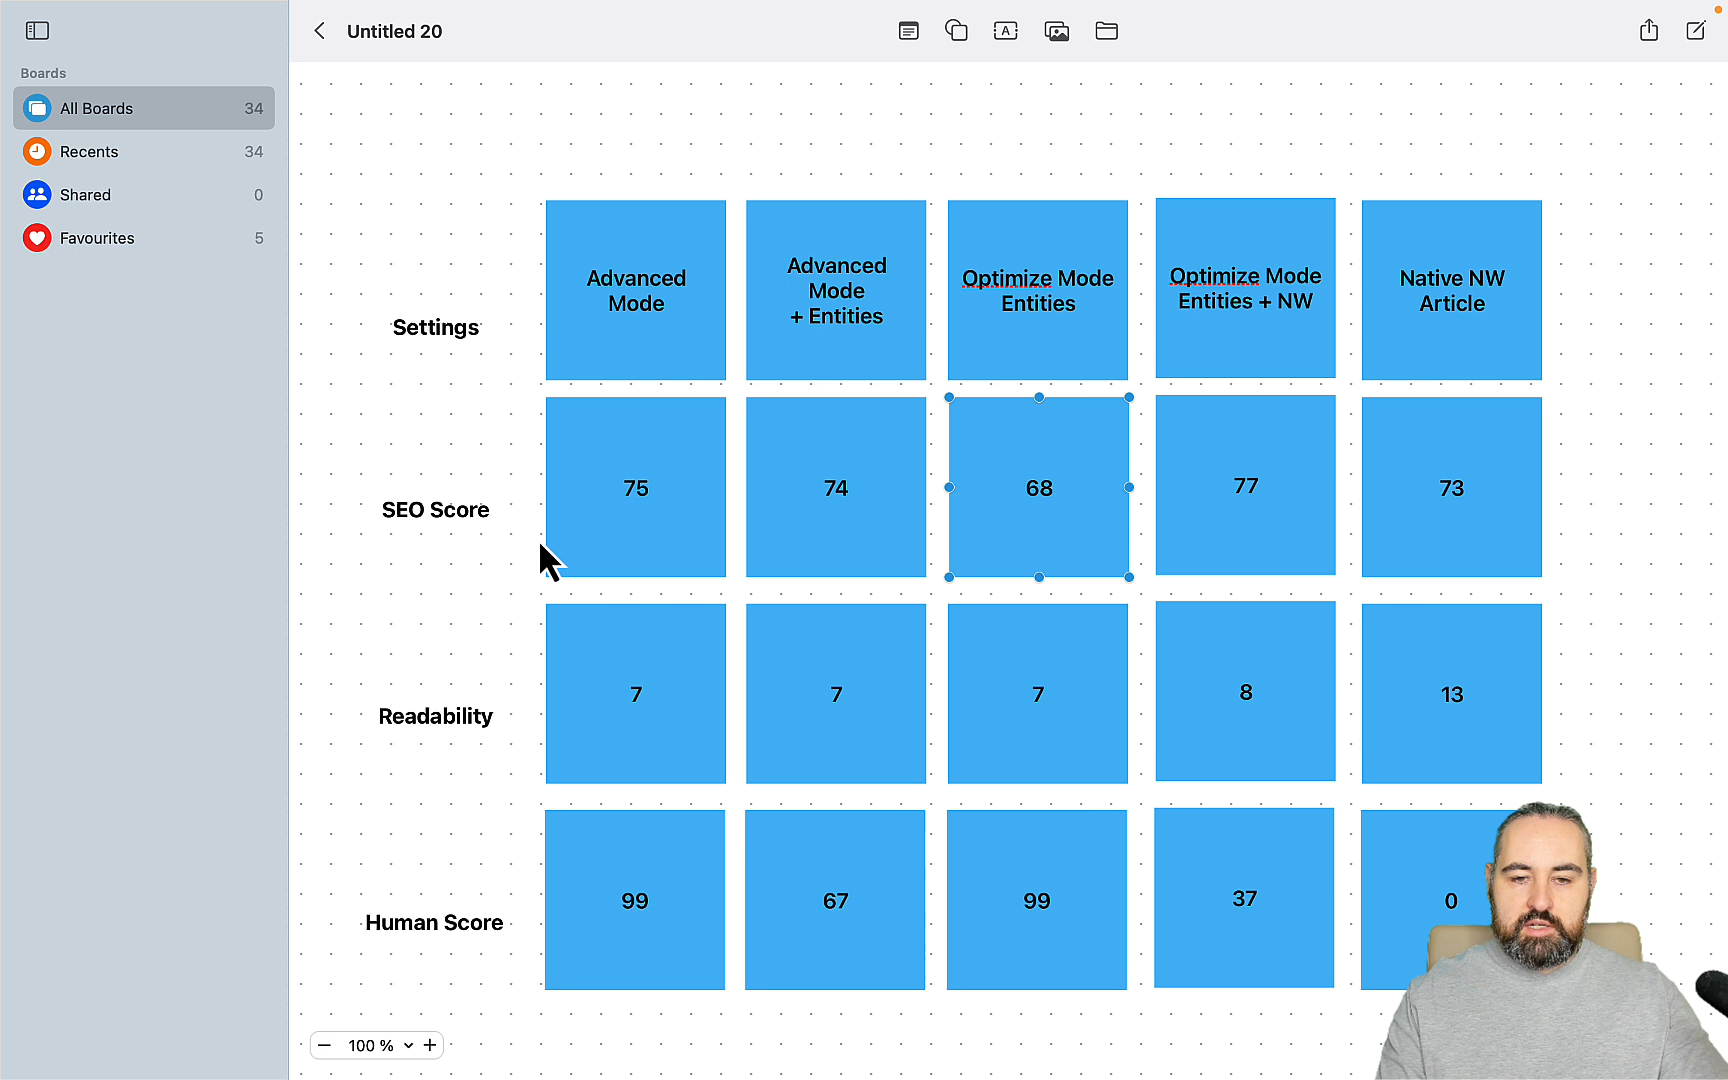 Untitled 20
Boards
All Boards 34
Recents 34
Shared 0
Favourites 5
Settings
Advanced
Mode
Advanced
Mode
+ Entities
Optimize Mode
Entities
Optimize Mode
Entities + NW
Native NW
Article
SEO Score
75
74
68
77
73
Readability
7
7
7
8
13
Human Score
99
67
99
37
0
100 %